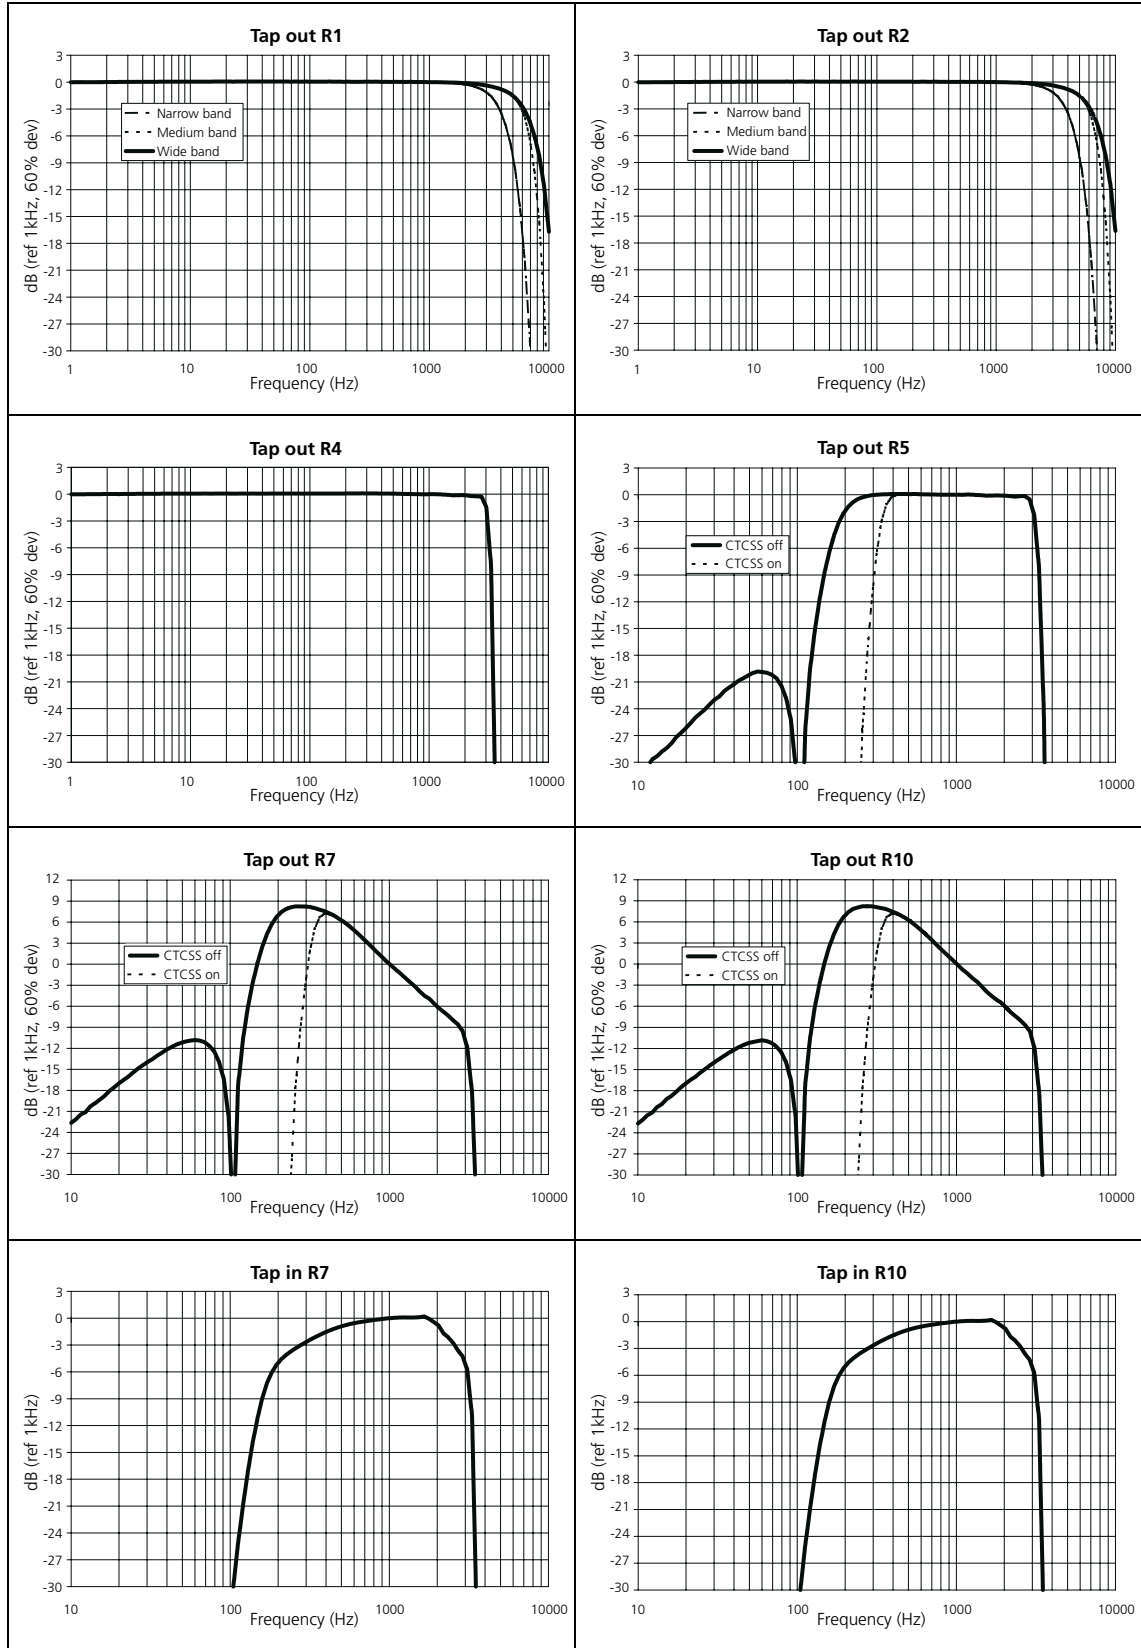 Tap out R1
3
0
-3
-6
-9
-12
-15
-18
-21
-24
-27
-30
dB (ref 1kHz, 60% dev)
Narrow band
Medium band
Wide band
1 10 100 1000 10000
Frequency (Hz)
Tap out R2
3
0
-3
-6
-9
-12
-15
-18
-21
-24
-27
-30
dB (ref 1kHz, 60% dev)
Narrow band
Medium band
Wide band
1 10 100 1000 10000
Frequency (Hz)
Tap out R4
3
0
-3
-6
-9
-12
-15
-18
-21
-24
-27
-30
dB (ref 1kHz, 60% dev)
1 10 100 1000 10000
Frequency (Hz)
Tap out R5
3
0
-3
-6
-9
-12
-15
-18
-21
-24
-27
-30
dB (ref 1kHz, 60% dev)
CTCSS off
CTCSS on
10 100 1000 10000
Frequency (Hz)
Tap out R7
12
9
6
3
0
-3
-6
-9
-12
-15
-18
-21
-24
-27
-30
dB (ref 1kHz, 60% dev)
CTCSS off
CTCSS on
10 100 1000 10000
Frequency (Hz)
Tap out R10
12
9
6
3
0
-3
-6
-9
-12
-15
-18
-21
-24
-27
-30
dB (ref 1kHz, 60% dev)
CTCSS off
CTCSS on
10 100 1000 10000
Frequency (Hz)
Tap in R7
3
0
-3
-6
-9
-12
-15
-18
-21
-24
-27
-30
dB (ref 1kHz)
10 100 1000 10000
Frequency (Hz)
Tap in R10
3
0
-3
-6
-9
-12
-15
-18
-21
-24
-27
-30
dB (ref 1kHz)
10 100 1000 10000
Frequency (Hz)